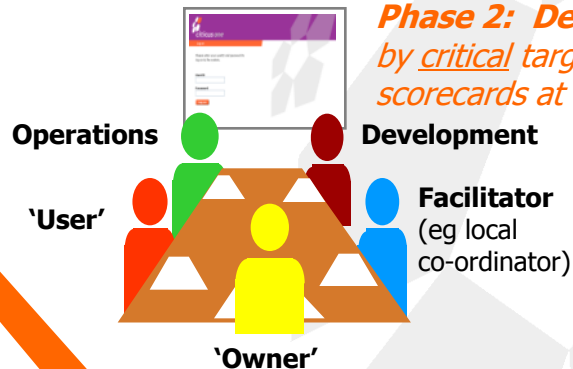 Phase 2: De
by critical targ
scorecards at
Operations
Development
‘User’
Facilitator
(eg local
co-ordinator)
‘Owner’